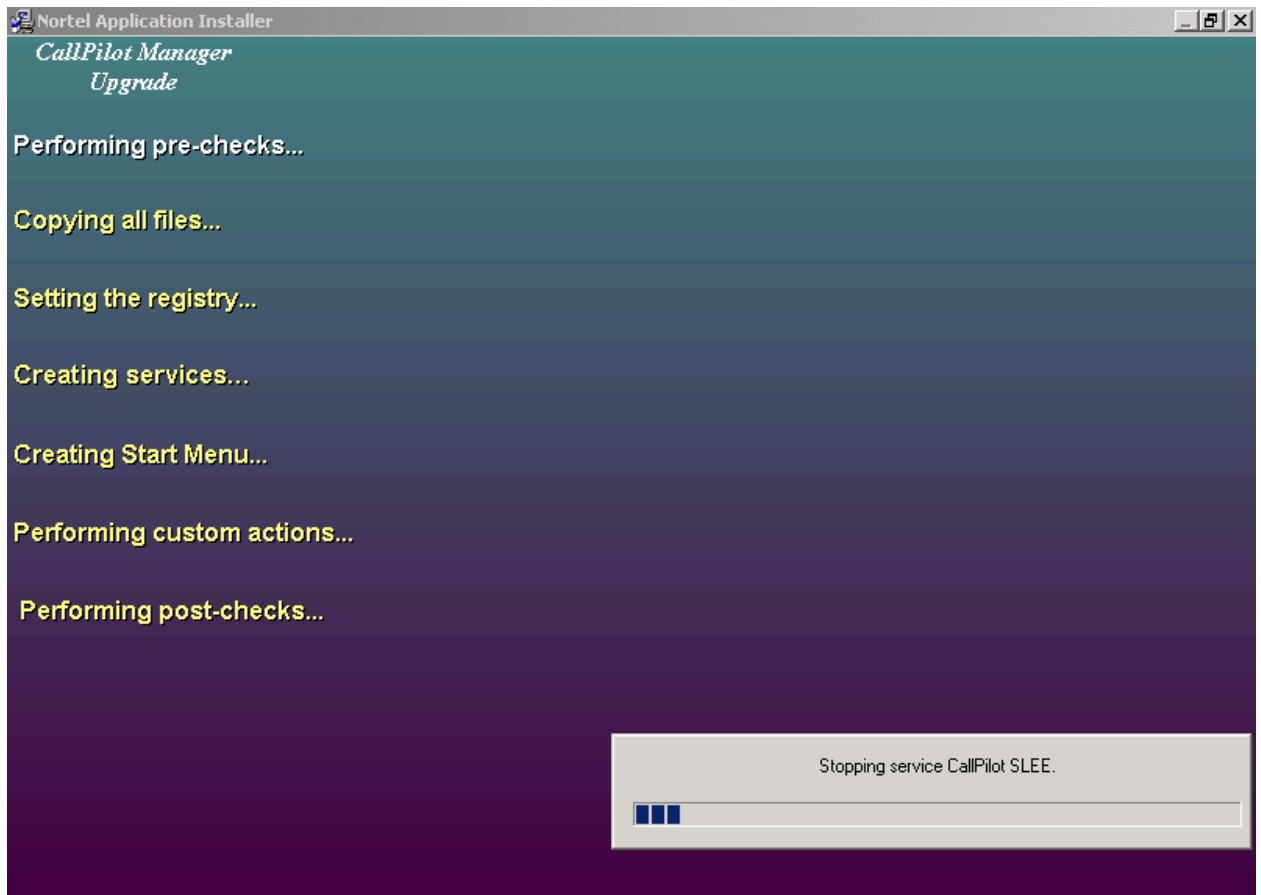 Nortel Application Installer
CallPilot Manager
Upgrade
Performing pre-checks...
Copying all files...
Setting the registry...
Creating services...
Creating Start Menu...
Performing custom actions...
Performing post-checks...
Stopping service CallPilot SLEE.